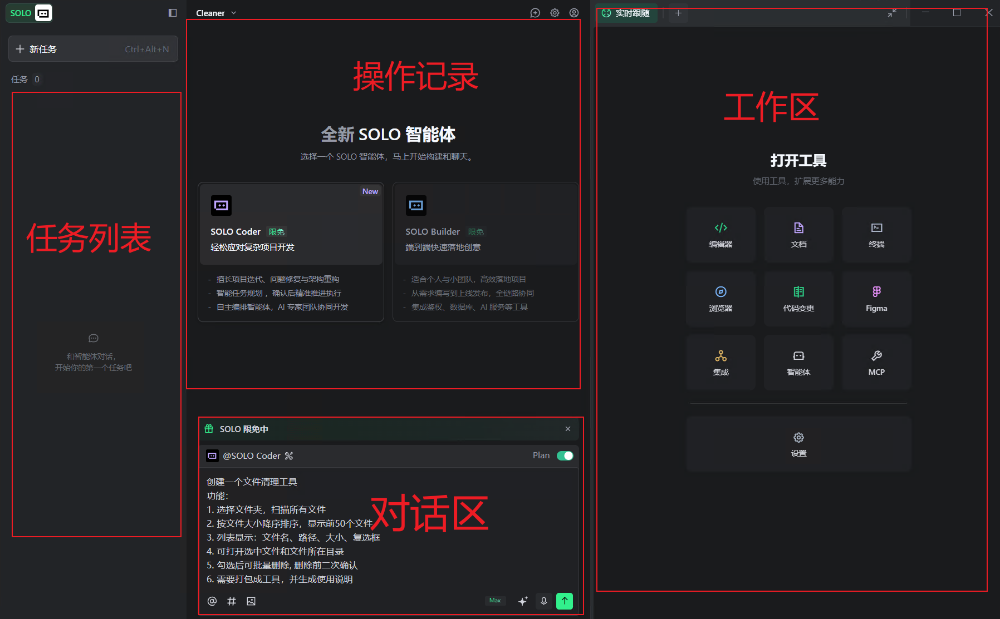 SOLO
新任务
Ctrl+Alt+N
任务 0
任务列表
和智能体对话，
开始你的第一个任务吧
Cleaner
操作记录
全新 SOLO 智能体
选择一个 SOLO 智能体，马上开始构建和聊天。
New
SOLO Coder 限免
轻松应对复杂项目开发
- 擅长项目迭代、问题修复与架构重构
- 智能任务规划，确认后精准推进执行
- 自主编排智能体，AI 专家团队协同开发
SOLO Builder 限免
端到端快速落地创意
- 适合个人与小团队，高效落地项目
- 从需求编写到上线发布，全链路协同
- 集成鉴权、数据库、AI 服务等工具
SOLO 限免中
@SOLO Coder
Plan
创建一个文件清理工具
功能：
1. 选择文件夹，扫描所有文件
2. 按文件大小降序排序，显示前50个文件
3. 列表显示：文件名、路径、大小、复选框
4. 可打开选中文件和文件所在目录
5. 勾选后可批量删除, 删除前二次确认
6. 需要打包成工具，并生成使用说明
对话区
Max
实时跟随
工作区
打开工具
使用工具，扩展更多能力
编辑器
文档
终端
浏览器
代码变更
Figma
集成
智能体
MCP
设置